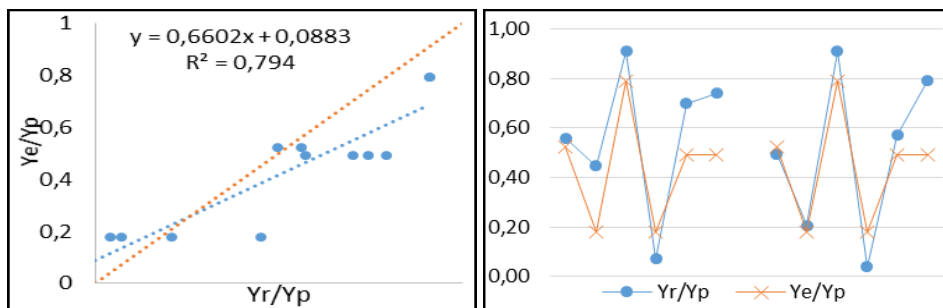 y = 0,6602x + 0,0883
R² = 0,794
1
0,8
0,6
0,4
0,2
0
Ye/Yp
Yr/Yp
1,00
0,80
0,60
0,40
0,20
0,00
Yr/Yp
Ye/Yp